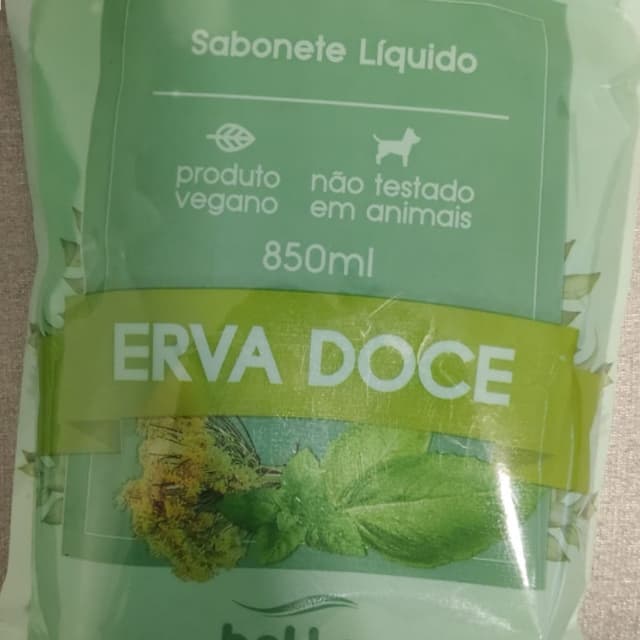 Sabonete Líquido
produto
vegano
não testado
em animais
850ml
ERVA DOCE